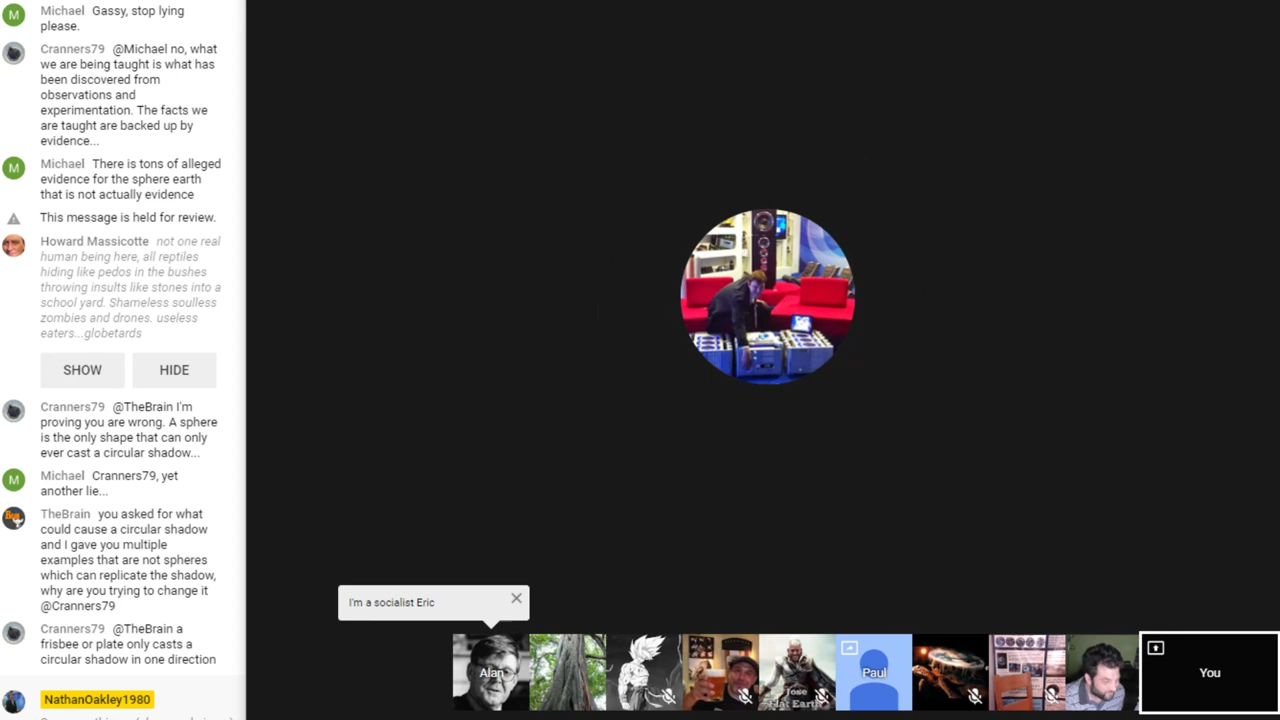 Michael Gassy, stop lying
please.
Cranners79 @Michael no, what
we are being taught is what has
been discovered from
observations and
experimentation. The facts we
are taught are backed up by
evidence...
Michael There is tons of alleged
evidence for the sphere earth
that is not actually evidence
This message is held for review.
Howard Massicotte not one real
human being here, all reptiles
hiding like pedos in the bushes
throwing insults like stones into a
school yard. Shameless soulless
zombies and drones. useless
eaters...globetards
SHOW HIDE
Cranners79 @TheBrain I'm
proving you are wrong. A sphere
is the only shape that can only
ever cast a circular shadow...
Michael Cranners79, yet
another lie...
TheBrain you asked for what
could cause a circular shadow
and I gave you multiple
examples that are not spheres
which can replicate the shadow,
why are you trying to change it
@Cranners79
Cranners79 @TheBrain a
frisbee or plate only casts a
circular shadow in one direction
NathanOakley1980
I'm a socialist Eric
Alan
Flat Earth
Paul
You